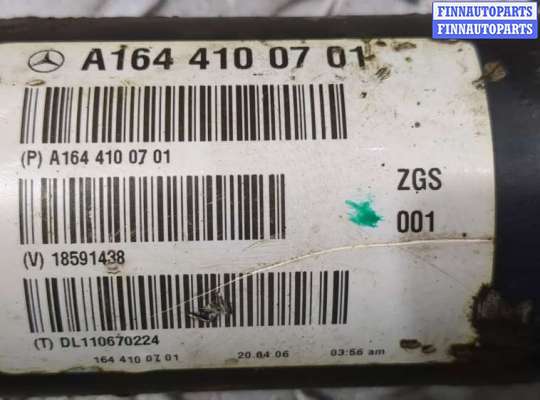 FINNAUTOPARTS
FINNAUTOPARTS
FINNAUTOPARTS
A164 410 07 01
(P) A164 410 07 01
ZGS
001
(V) 18591438
(T) DL110670224
164 410 07 01 20.04.06 03:56 am